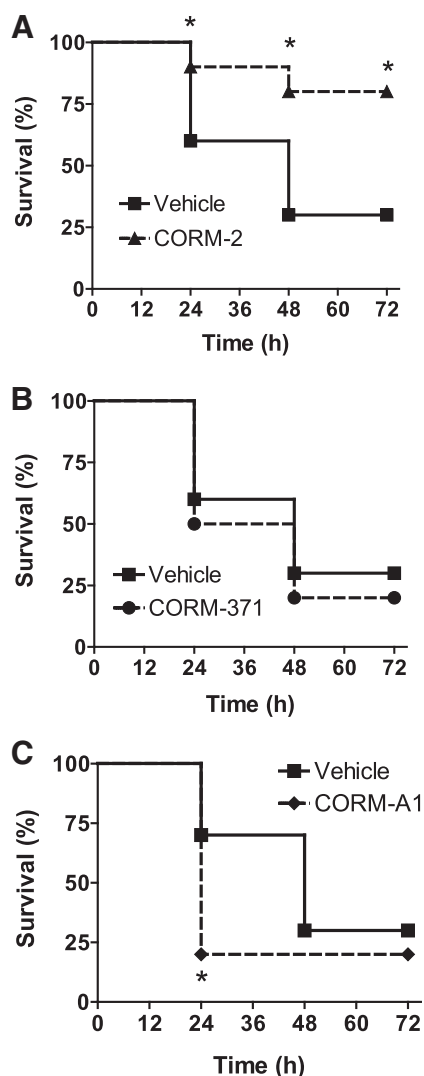 A
*
*
*
100
75
50
25
0
Survival (%)
Vehicle
CORM-2
0 12 24 36 48 60 72
Time (h)
B
100
75
50
25
0
Survival (%)
Vehicle
CORM-371
0 12 24 36 48 60 72
Time (h)
C
100
75
50
25
0
Survival (%)
Vehicle
CORM-A1
*
0 12 24 36 48 60 72
Time (h)